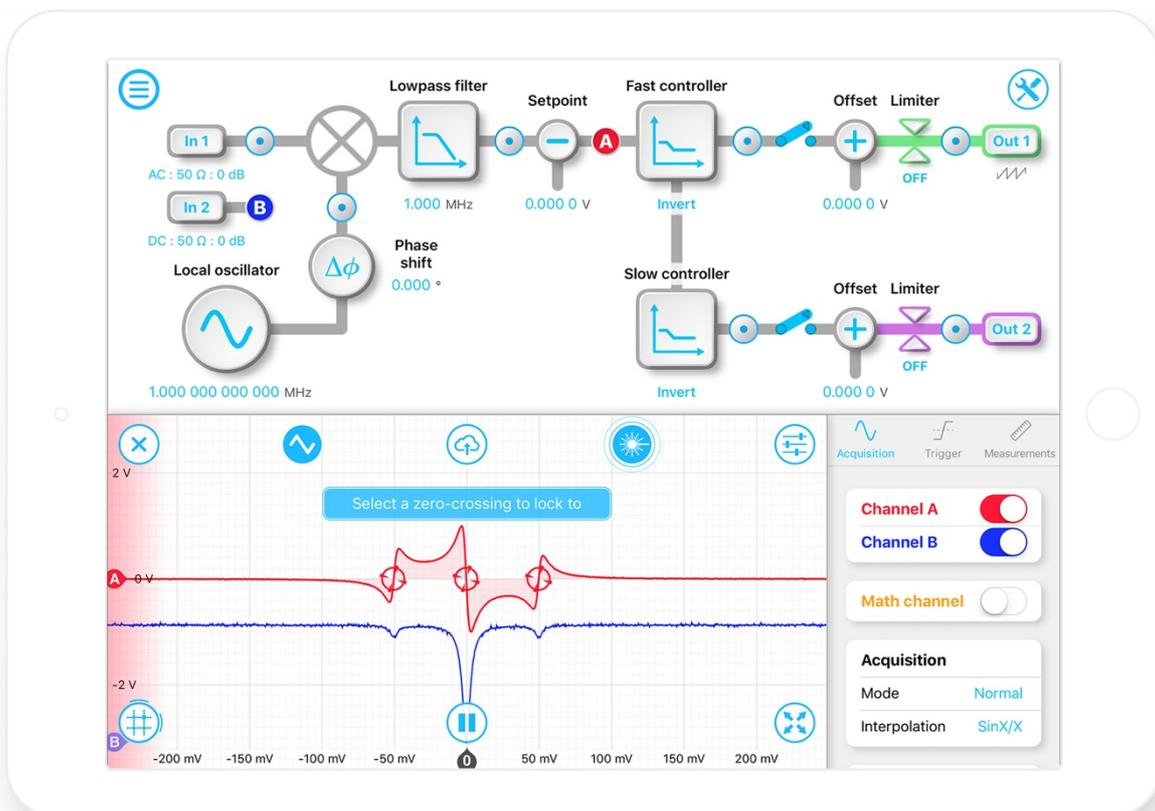 Lowpass filter
Fast controller
Setpoint
Offset
Limiter
In 1
A
Out 1
AC : 50 Ω : 0 dB
OFF
1.000 MHz
0.000 0 V
Invert
0.000 0 V
In 2
B
DC : 50 Ω : 0 dB
Phase
shift
Δϕ
0.000 °
Local oscillator
Slow controller
Offset
Limiter
Out 2
OFF
1.000 000 000 000 MHz
Invert
0.000 0 V
Acquisition
Trigger
Measurements
2 V
Select a zero-crossing to lock to
Channel A
Channel B
A
0 V
Math channel
Acquisition
-2 V
Mode
Normal
Interpolation
SinX/X
B
-200 mV
-150 mV
-100 mV
-50 mV
0
50 mV
100 mV
150 mV
200 mV